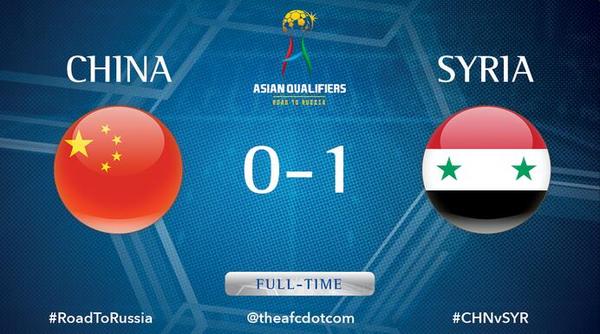 CHINA
SYRIA
ASIAN QUALIFIERS
ROAD TO RUSSIA
0-1
FULL-TIME
#RoadToRussia
@theafcdotcom
#CHNvSYR